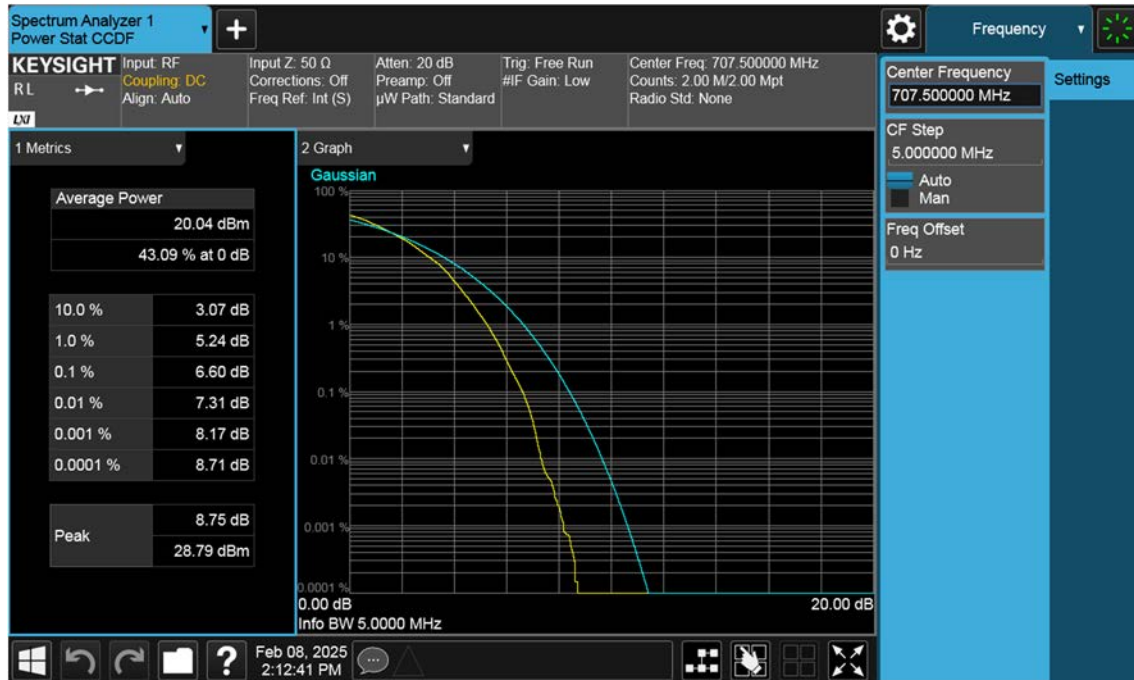 Spectrum Analyzer 1
Power Stat CCDF
+
Frequency
KEYSIGHT
RL
LXI
Input: RF
Coupling: DC
Align: Auto
Input Z: 50 Ω
Corrections: Off
Freq Ref: Int (S)
Atten: 20 dB
Preamp: Off
µW Path: Standard
Trig: Free Run
#IF Gain: Low
Center Freq: 707.500000 MHz
Counts: 2.00 M/2.00 Mpt
Radio Std: None
Center Frequency
707.500000 MHz
Settings
CF Step
5.000000 MHz
Auto
Man
Freq Offset
0 Hz
1 Metrics
Average Power
20.04 dBm
43.09 % at 0 dB
10.0 % 3.07 dB
1.0 % 5.24 dB
0.1 % 6.60 dB
0.01 % 7.31 dB
0.001 % 8.17 dB
0.0001 % 8.71 dB
Peak
8.75 dB
28.79 dBm
2 Graph
Gaussian
100 %
10 %
1 %
0.1 %
0.01 %
0.001 %
0.0001 %
0.00 dB 20.00 dB
Info BW 5.0000 MHz
?
Feb 08, 2025
2:12:41 PM